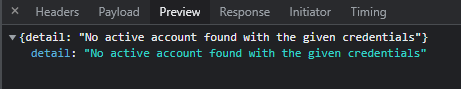 Headers Payload Preview Response Initiator Timing
{detail: "No active account found with the given credentials"}
detail: "No active account found with the given credentials"